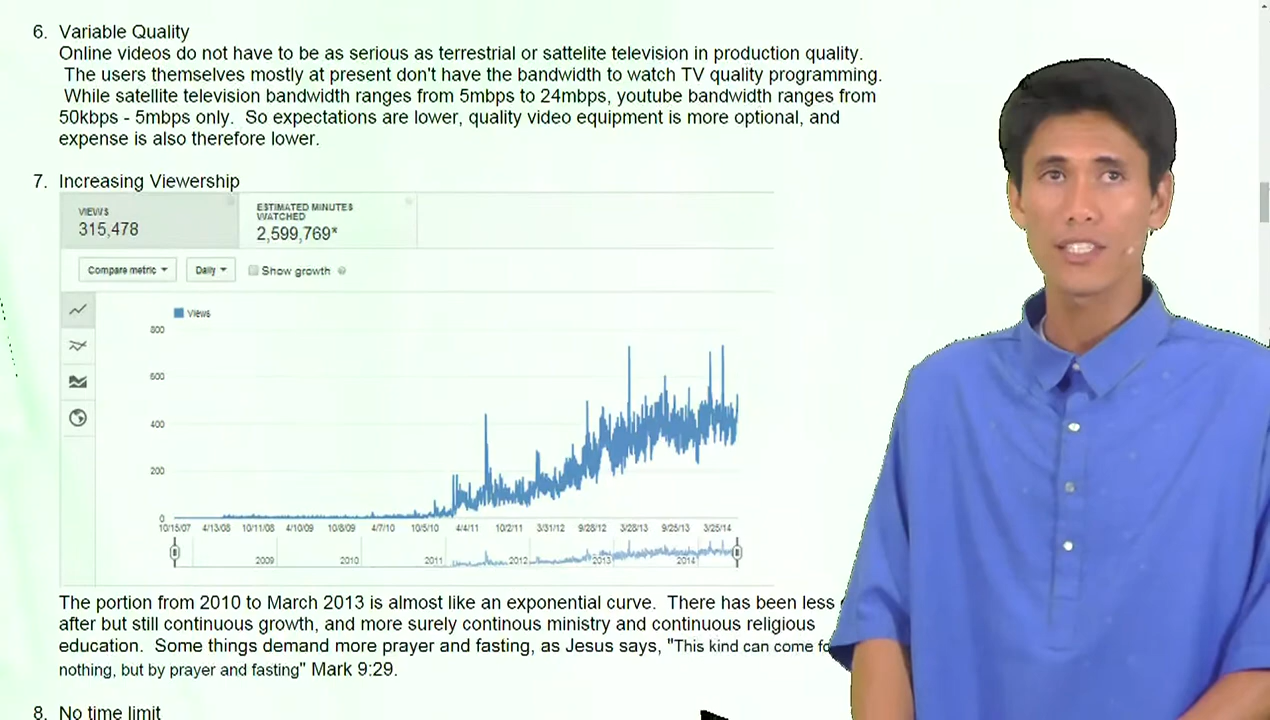 6. Variable Quality
Online videos do not have to be as serious as terrestrial or sattelite television in production quality.
The users themselves mostly at present don't have the bandwidth to watch TV quality programming.
While satellite television bandwidth ranges from 5mbps to 24mbps, youtube bandwidth ranges from
50kbps - 5mbps only. So expectations are lower, quality video equipment is more optional, and
expense is also therefore lower.
7. Increasing Viewership
VIEWS
315,478
ESTIMATED MINUTES
WATCHED
2,599,769*
Compare metric
Daily
Show growth
Views
800
600
400
200
0
10/15/07 4/13/08 10/11/08 4/10/09 10/8/09 4/7/10 10/5/10 4/4/11 10/2/11 3/31/12 9/28/12 3/28/13 9/25/13 3/25/14
2009 2010 2011 2012 2013 2014
The portion from 2010 to March 2013 is almost like an exponential curve. There has been less
after but still continuous growth, and more surely continous ministry and continuous religious
education. Some things demand more prayer and fasting, as Jesus says, "This kind can come
nothing, but by prayer and fasting" Mark 9:29.
8. No time limit